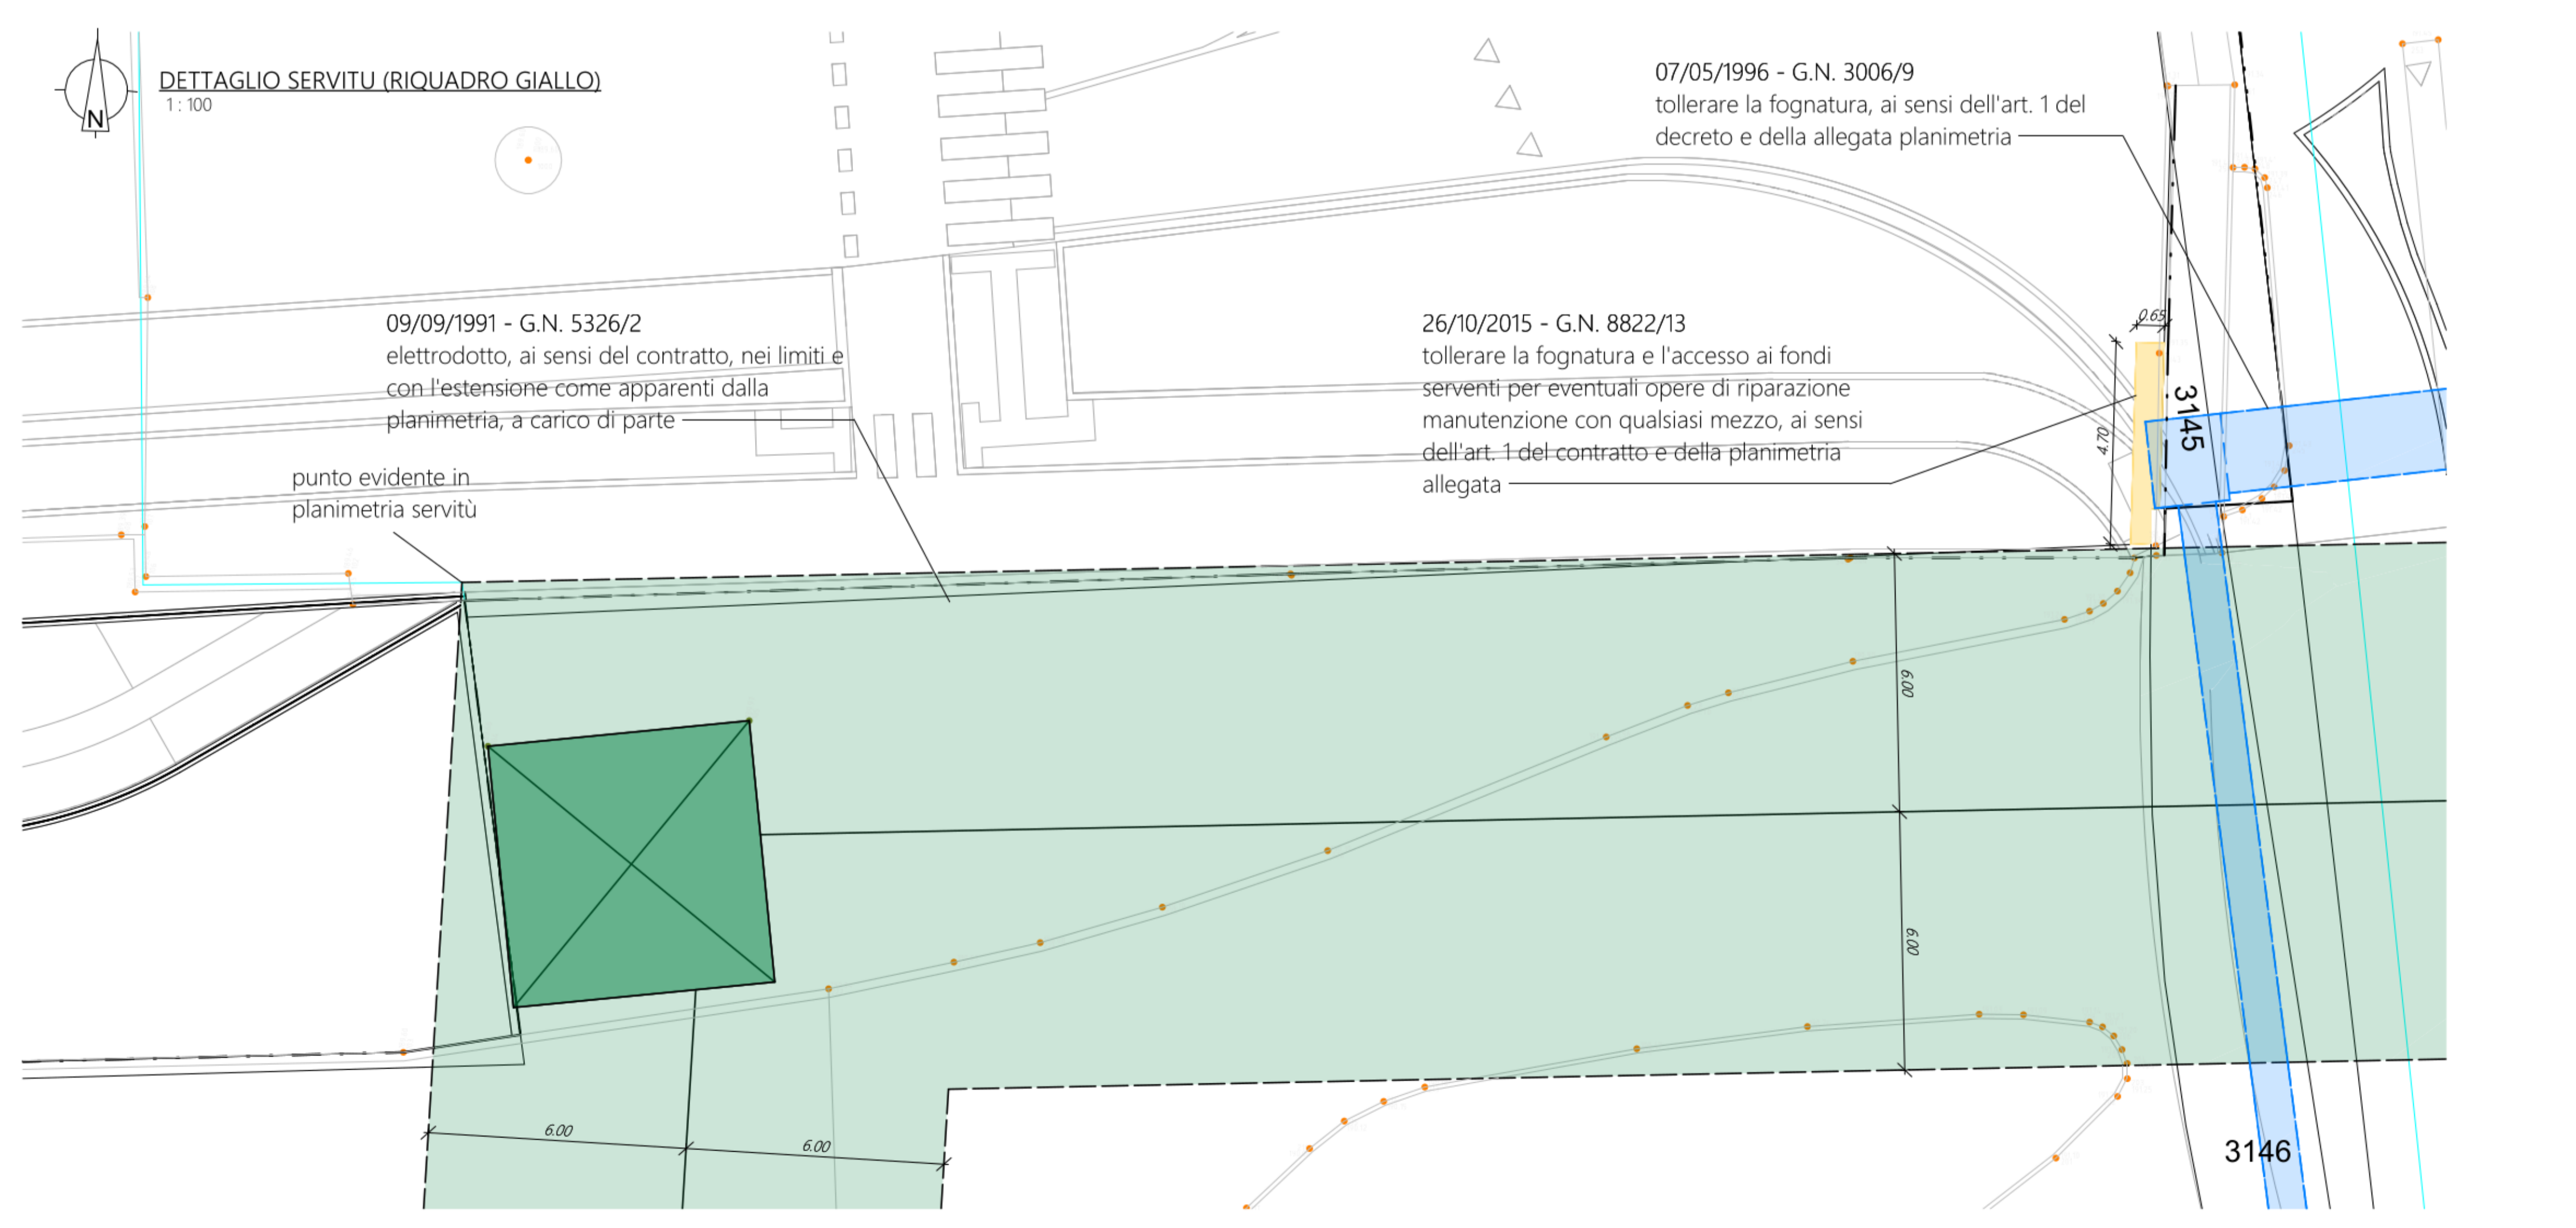 DETTAGLIO SERVITU (RIQUADRO GIALLO)
1 : 100
N
07/05/1996 - G.N. 3006/9
tollerare la fognatura, ai sensi dell'art. 1 del
decreto e della allegata planimetria
09/09/1991 - G.N. 5326/2
elettrodotto, ai sensi del contratto, nei limiti e
con l'estensione come apparenti dalla
planimetria, a carico di parte
punto evidente in
planimetria servitù
26/10/2015 - G.N. 8822/13
tollerare la fognatura e l'accesso ai fondi
serventi per eventuali opere di riparazione
manutenzione con qualsiasi mezzo, ai sensi
dell'art. 1 del contratto e della planimetria
allegata
0.65
4.70
3145
6.00
6.00
6.00
6.00
3146